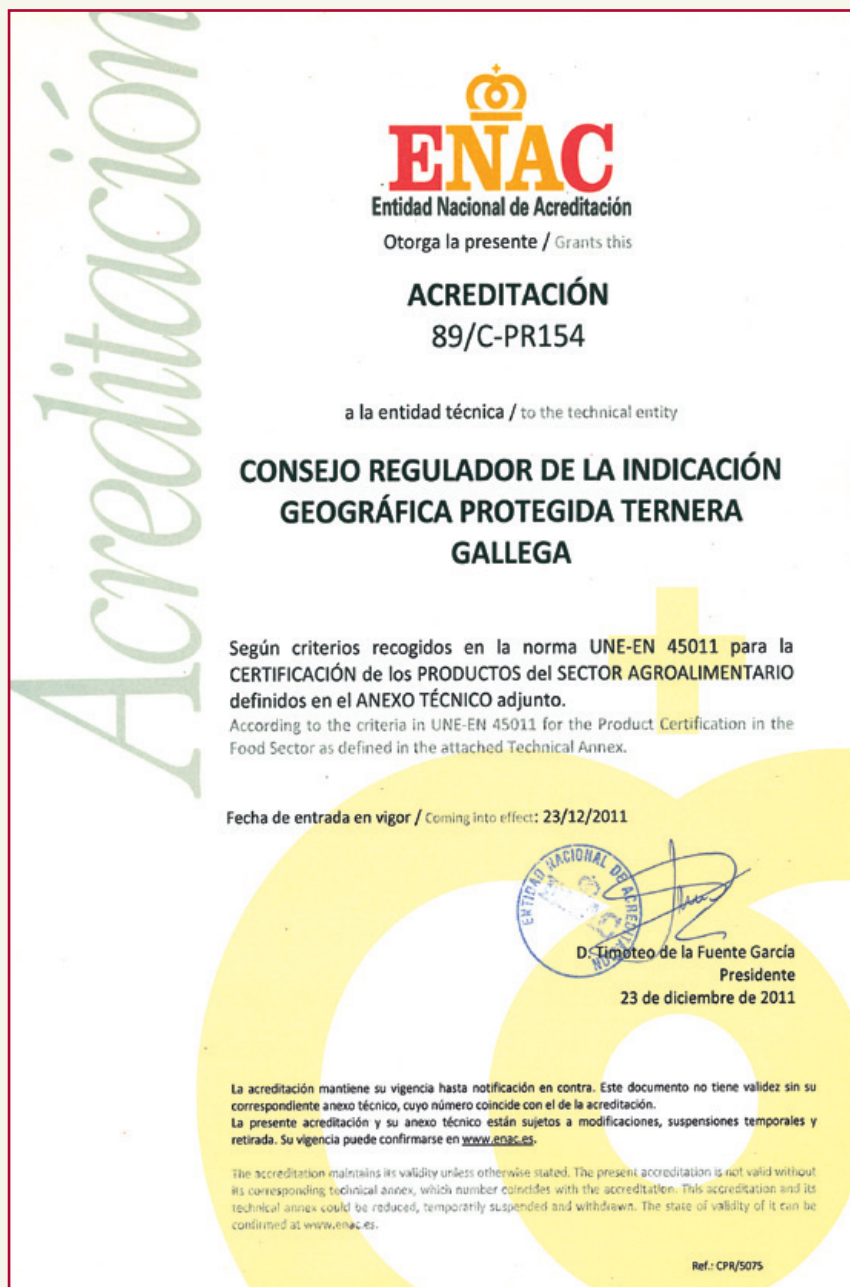 Acreditación
ENAC
Entidad Nacional de Acreditación
Otorga la presente / Grants this
ACREDITACIÓN
89/C-PR154
a la entidad técnica / to the technical entity
CONSEJO REGULADOR DE LA INDICACIÓN
GEOGRÁFICA PROTEGIDA TERNERA
GALLEGA
Según criterios recogidos en la norma UNE-EN 45011 para la
CERTIFICACIÓN de los PRODUCTOS del SECTOR AGROALIMENTARIO
definidos en el ANEXO TÉCNICO adjunto.
According to the criteria in UNE-EN 45011 for the Product Certification in the
Food Sector as defined in the attached Technical Annex.
Fecha de entrada en vigor / Coming into effect: 23/12/2011
ENTIDAD NACIONAL DE ACREDITACIÓN
D. Timoteo de la Fuente García
Presidente
23 de diciembre de 2011
La acreditación mantiene su vigencia hasta notificación en contra. Este documento no tiene validez sin su
correspondiente anexo técnico, cuyo número coincide con el de la acreditación.
La presente acreditación y su anexo técnico están sujetos a modificaciones, suspensiones temporales y
retirada. Su vigencia puede confirmarse en www.enac.es.
The accreditation maintains its validity unless otherwise stated. The present accreditation is not valid without
its corresponding technical annex, which number coincides with the accreditation. This accreditation and its
technical annex could be reduced, temporarily suspended and withdrawn. The state of validity of it can be
confirmed at www.enac.es.
Ref.: CPR/5075